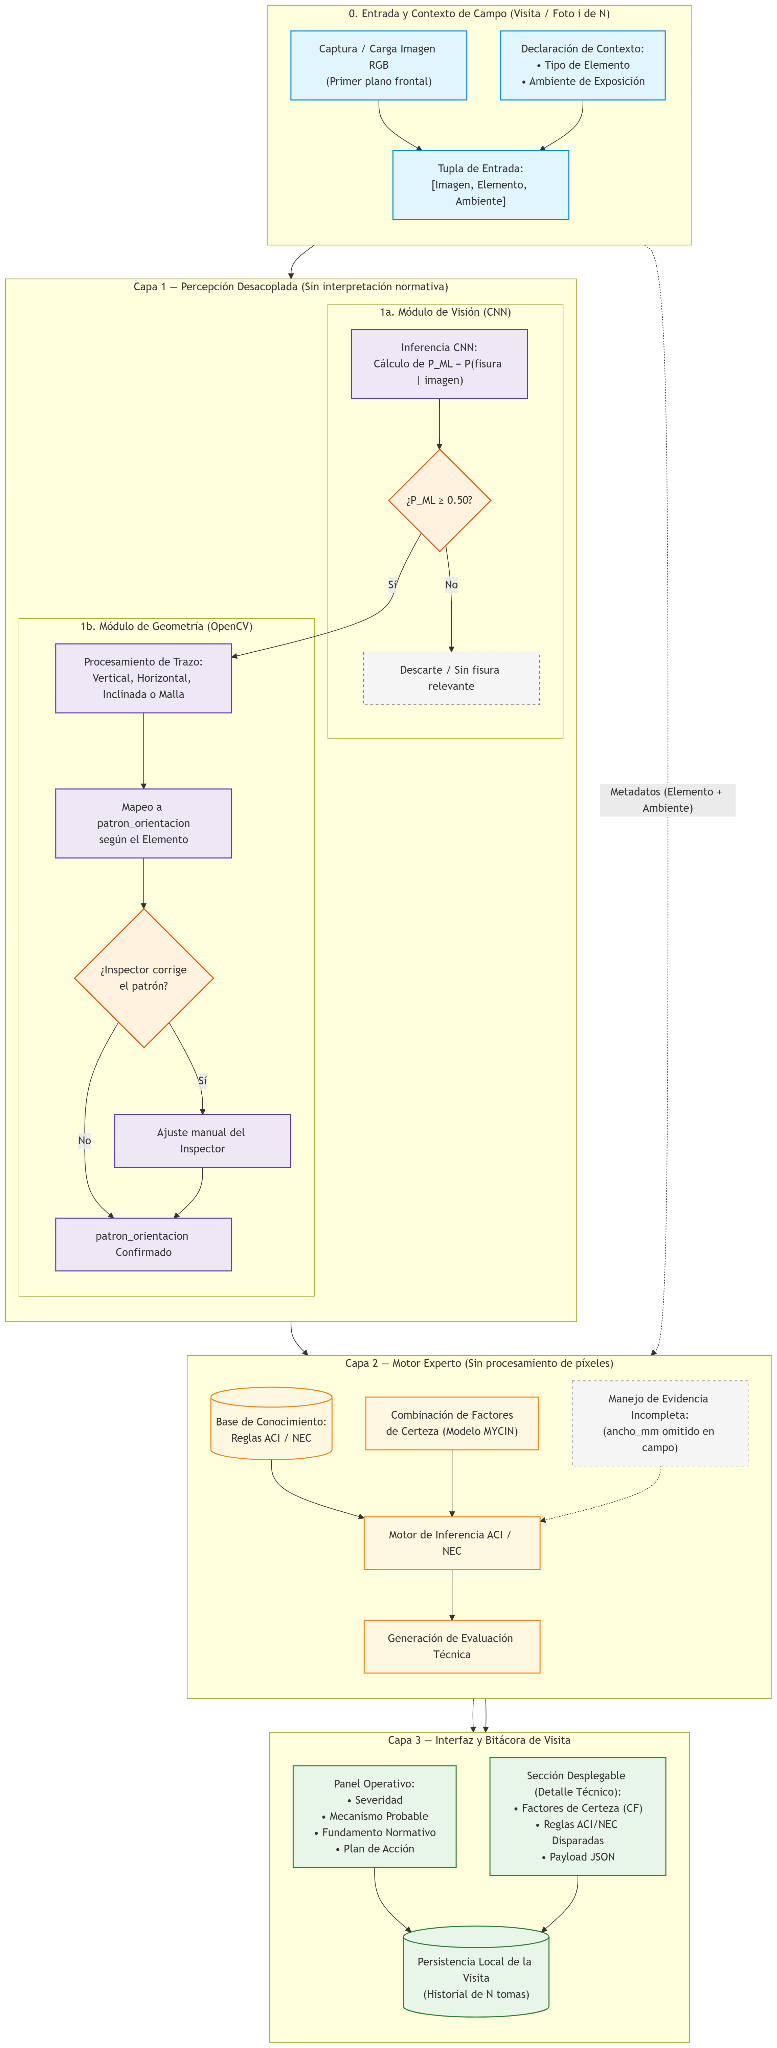 0. Entrada y Contexto de Campo (Visita / Foto i de N)
Captura / Carga Imagen
RGB
(Primer plano frontal)
Declaración de Contexto:
• Tipo de Elemento
• Ambiente de Exposición
Tupla de Entrada:
[Imagen, Elemento,
Ambiente]
Capa 1 — Percepción Desacoplada (Sin interpretación normativa)
1a. Módulo de Visión (CNN)
Inferencia CNN:
Cálculo de P_ML = P(fisura
| imagen)
¿P_ML ≥ 0.50?
Sí
No
1b. Módulo de Geometría (OpenCV)
Procesamiento de Trazo:
Vertical, Horizontal,
Inclinada o Malla
Descarte / Sin fisura
relevante
Metadatos (Elemento +
Ambiente)
Mapeo a
patron_orientacion
según el Elemento
¿Inspector corrige
el patrón?
Sí
No
Ajuste manual del
Inspector
patron_orientacion
Confirmado
Capa 2 — Motor Experto (Sin procesamiento de píxeles)
Base de Conocimiento:
Reglas ACI / NEC
Combinación de Factores
de Certeza (Modelo MYCIN)
Manejo de Evidencia
Incompleta:
(ancho_mm omitido en
campo)
Motor de Inferencia ACI /
NEC
Generación de Evaluación
Técnica
Capa 3 — Interfaz y Bitácora de Visita
Panel Operativo:
• Severidad
• Mecanismo Probable
• Fundamento Normativo
• Plan de Acción
Sección Desplegable
(Detalle Técnico):
• Factores de Certeza (CF)
• Reglas ACI/NEC
Disparadas
• Payload JSON
Persistencia Local de la
Visita
(Historial de N tomas)